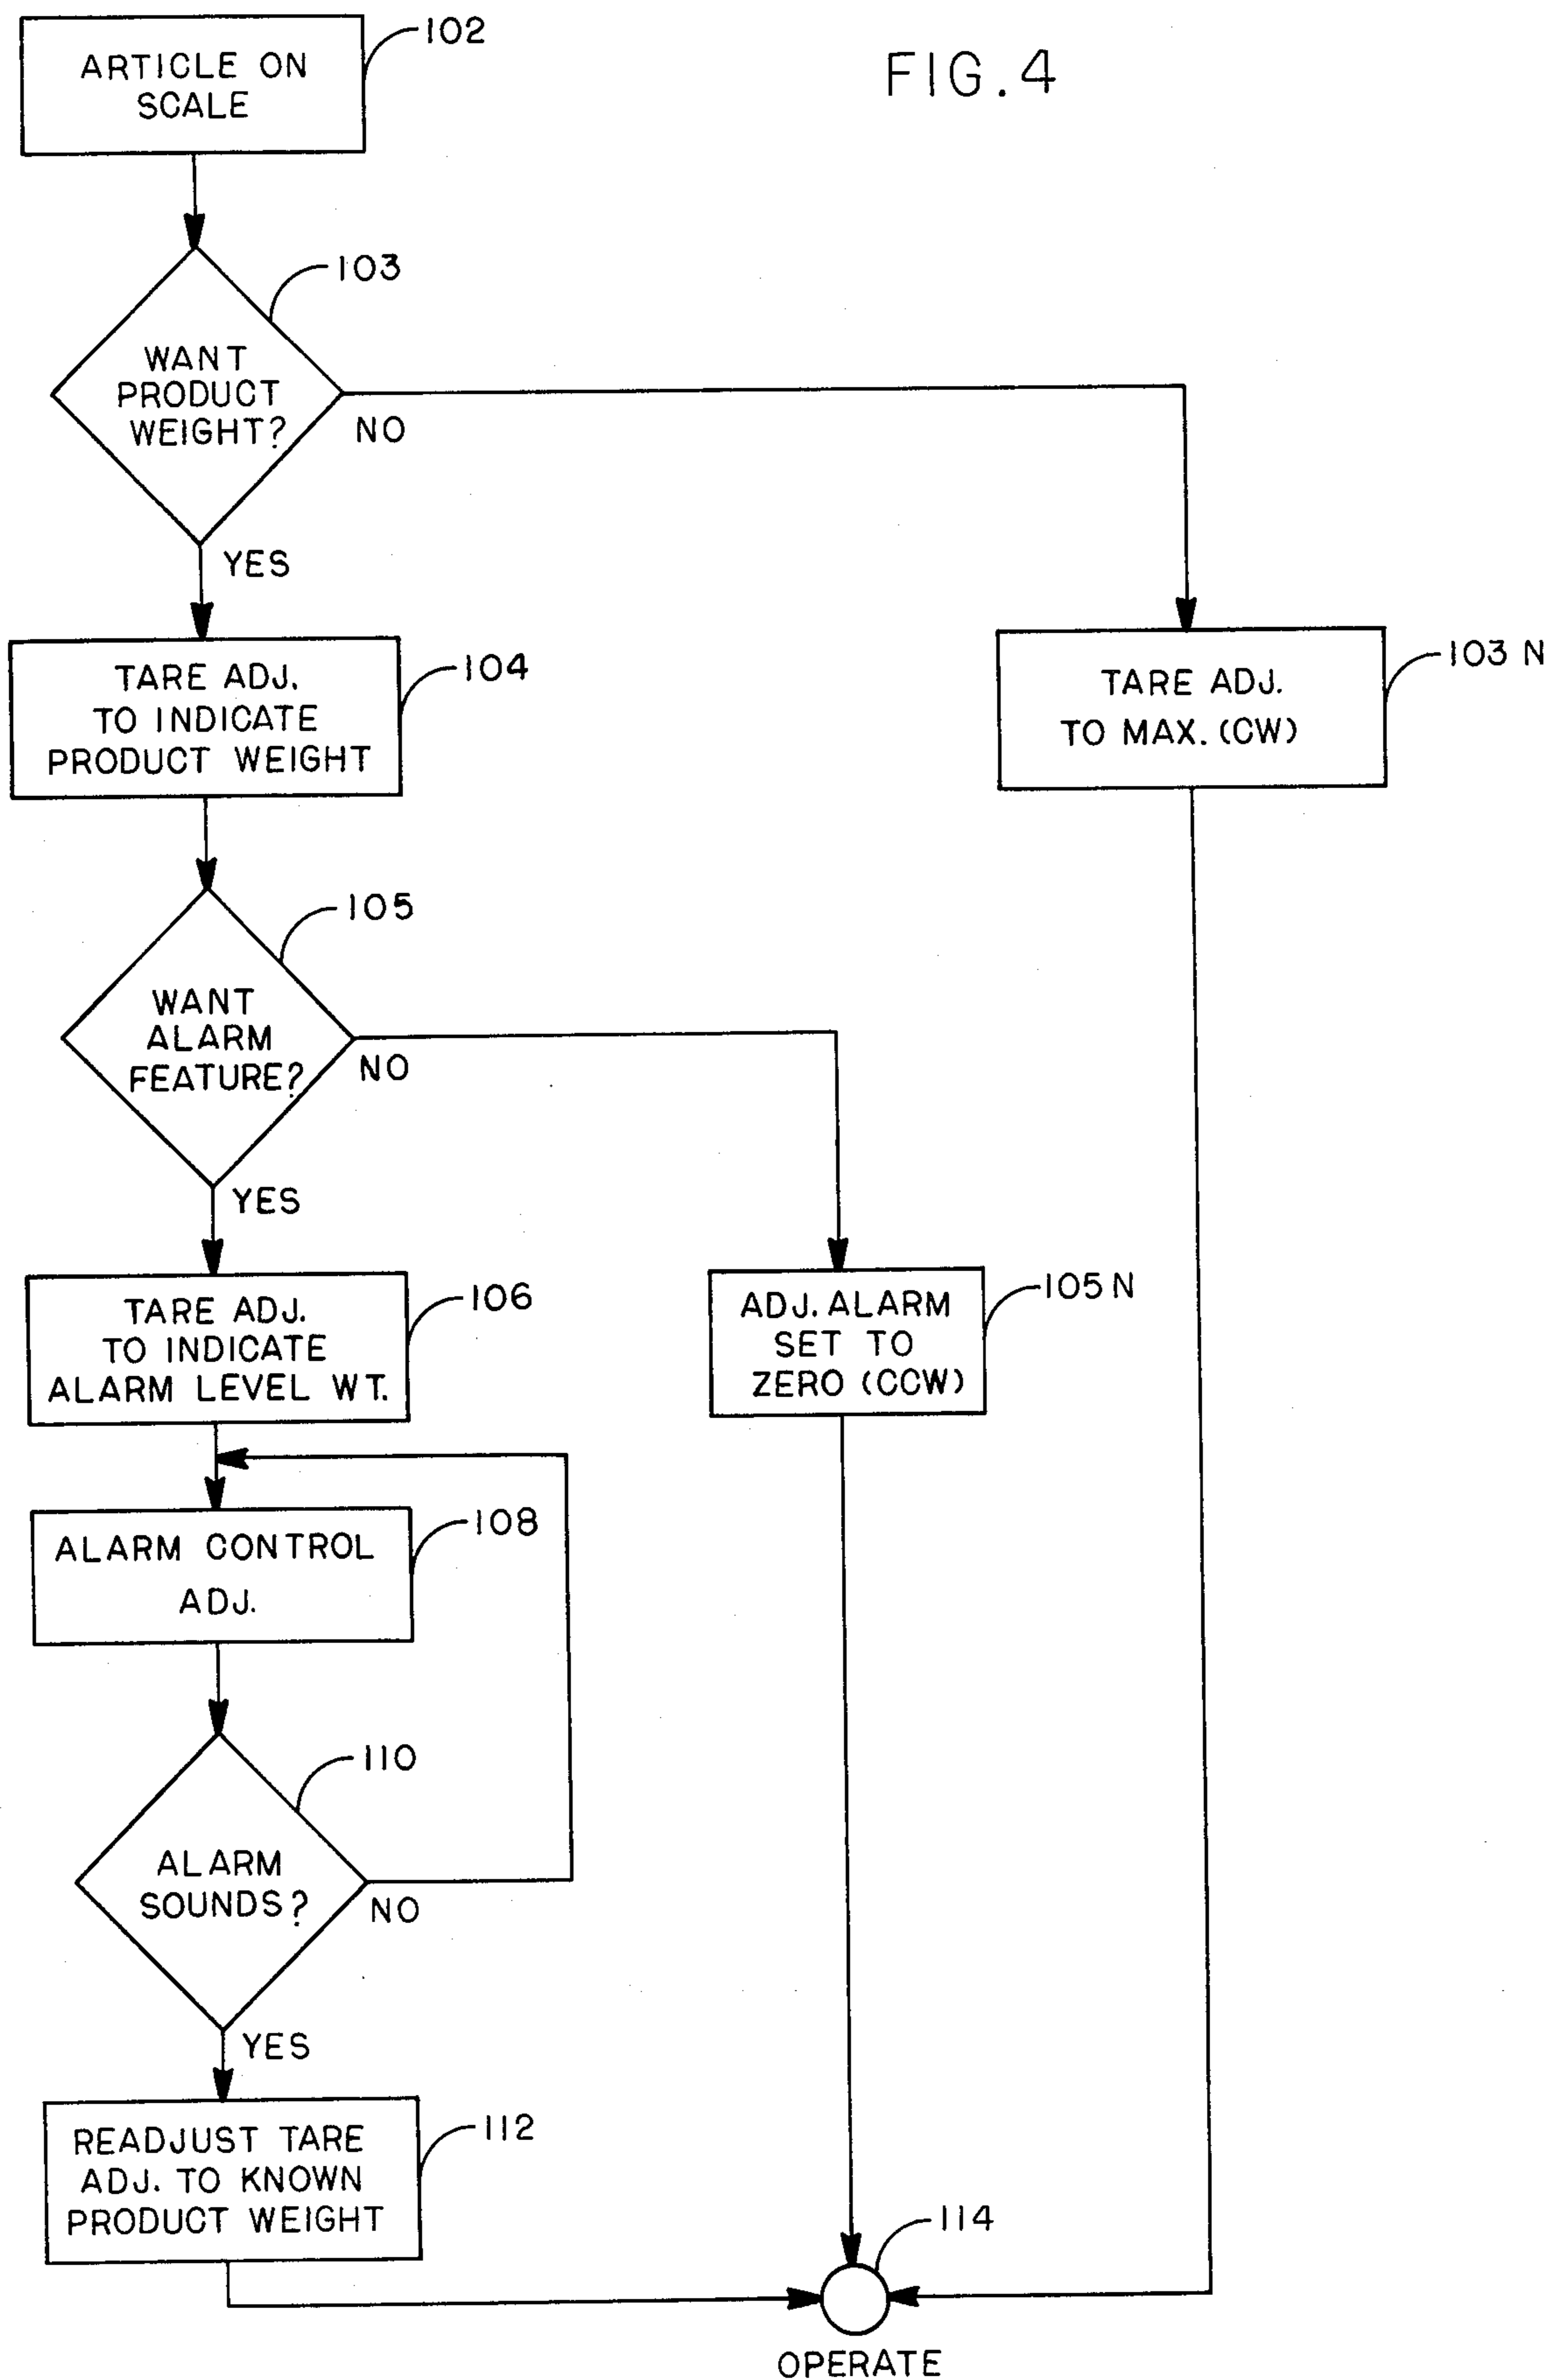 FIG. 4
ARTICLE ON
SCALE
102
103
WANT
PRODUCT
WEIGHT?
NO
YES
TARE ADJ.
TO INDICATE
PRODUCT WEIGHT
104
TARE ADJ.
TO MAX. (CW)
103 N
105
WANT
ALARM
FEATURE?
NO
YES
TARE ADJ.
TO INDICATE
ALARM LEVEL WT.
106
ADJ. ALARM
SET TO
ZERO (CCW)
105 N
ALARM CONTROL
ADJ.
108
110
ALARM
SOUNDS?
NO
YES
READJUST TARE
ADJ. TO KNOWN
PRODUCT WEIGHT
112
114
OPERATE